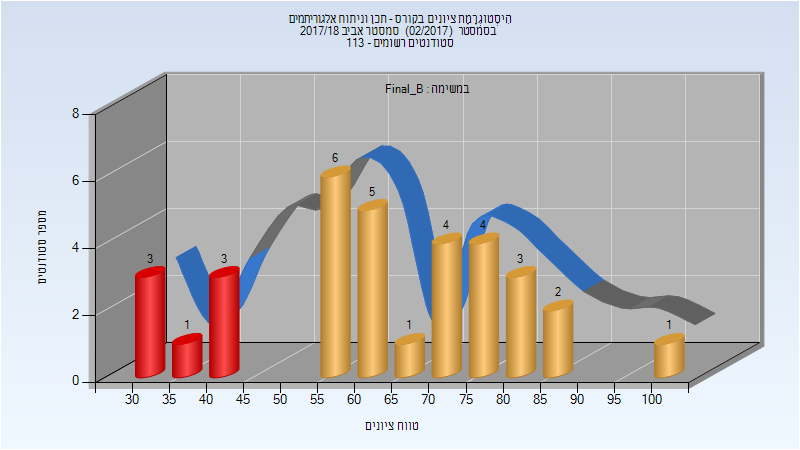 היסטוגרמת ציונים בקורס - תכן וניתוח אלגוריתמים
בסמסטר (02/2017) סמסטר אביב 2017/18
סטודנטים רשומים - 113
במשימה : Final_B
מספר סטודנטים
8
6
4
2
0
3
1
3
6
5
1
4
4
3
2
1
30 35 40 45 50 55 60 65 70 75 80 85 90 95 100
טווח ציונים